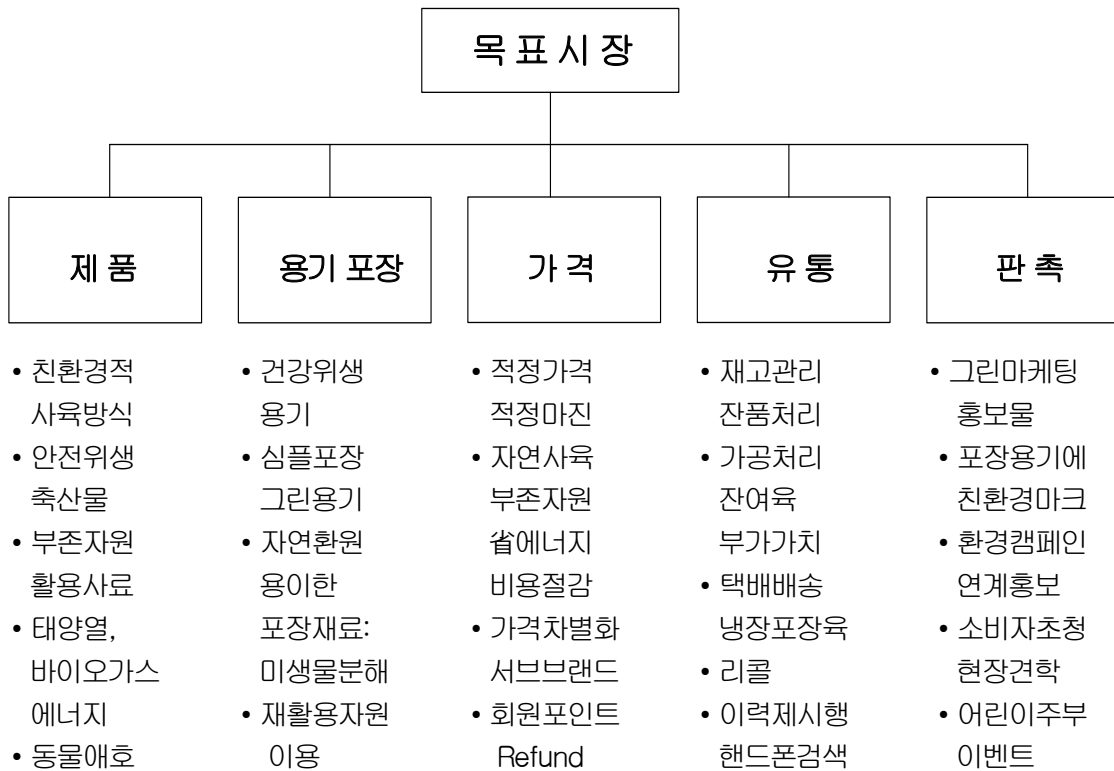 목 표 시 장
제 품
용기 포장
가 격
유 통
판 촉
• 친환경적
사육방식
• 안전위생
축산물
• 부존자원
활용사료
• 태양열,
바이오가스
에너지
• 동물애호
• 건강위생
용기
• 심플포장
그린용기
• 자연환원
용이한
포장재료:
미생물분해
• 재활용자원
이용
• 적정가격
적정마진
• 자연사육
부존자원
省에너지
비용절감
• 가격차별화
서브브랜드
• 회원포인트
Refund
• 재고관리
잔품처리
• 가공처리
잔여육
부가가치
• 택배배송
냉장포장육
• 리콜
• 이력제시행
핸드폰검색
• 그린마케팅
홍보물
• 포장용기에
친환경마크
• 환경캠페인
연계홍보
• 소비자초청
현장견학
• 어린이주부
이벤트